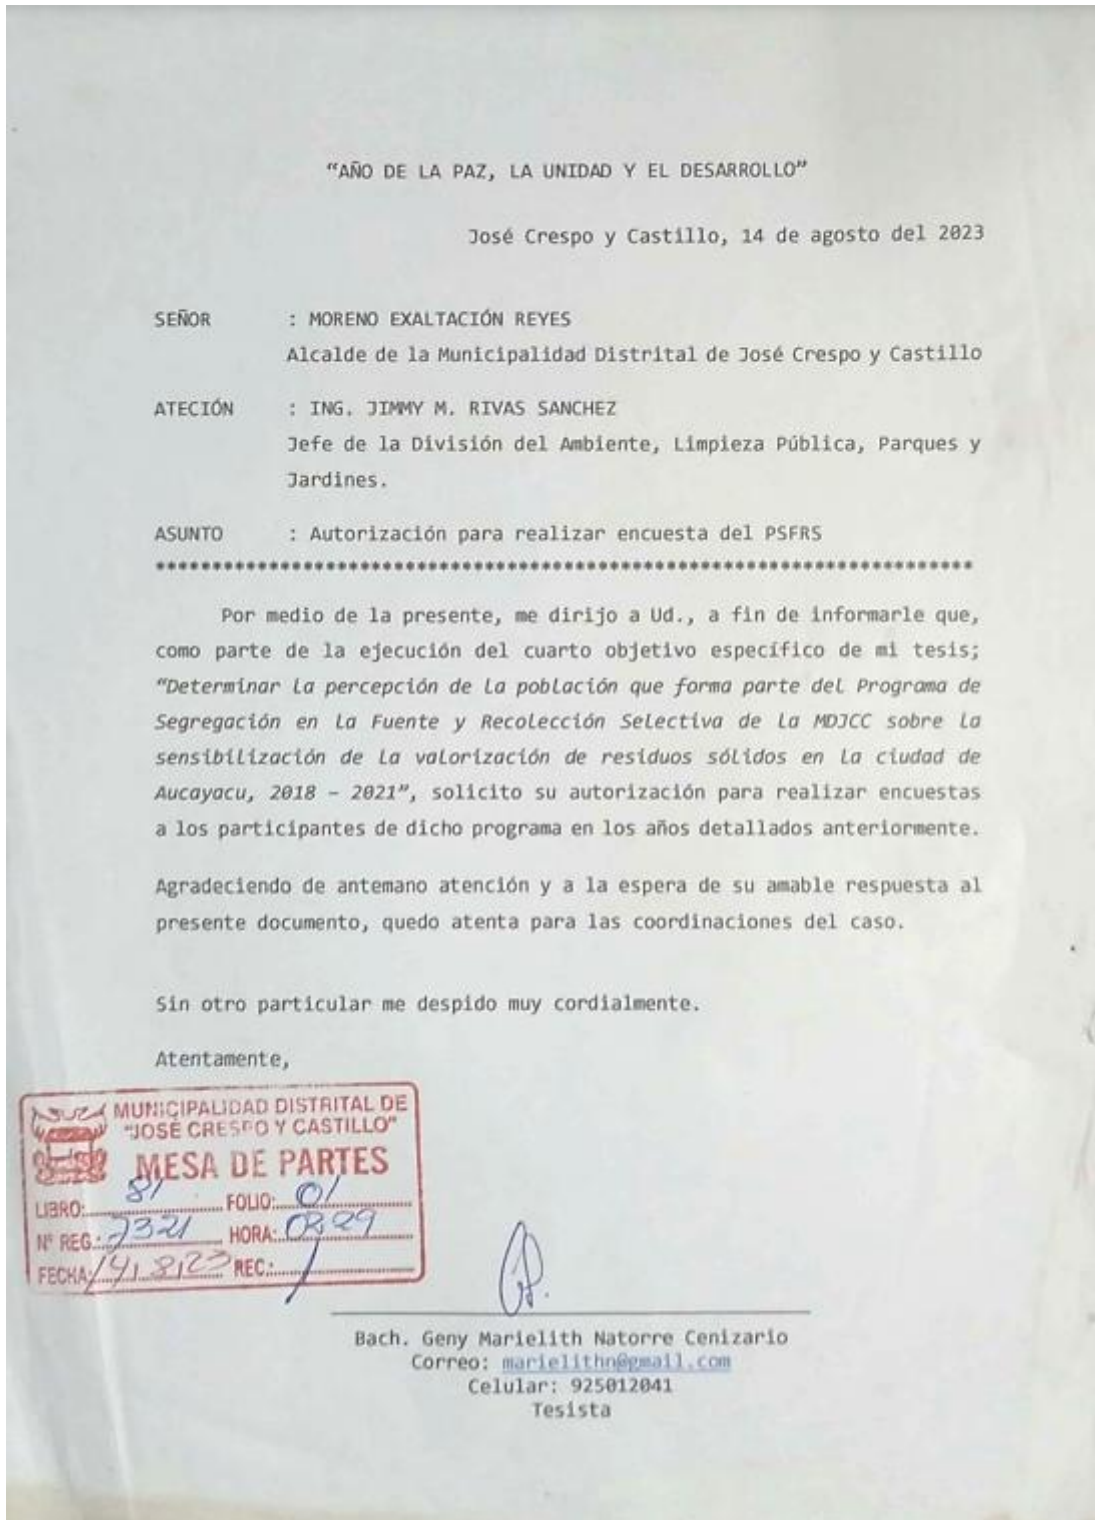 “AÑO DE LA PAZ, LA UNIDAD Y EL DESARROLLO”
José Crespo y Castillo, 14 de agosto del 2023
SEÑOR : MORENO EXALTACIÓN REYES
Alcalde de la Municipalidad Distrital de José Crespo y Castillo
ATECIÓN : ING. JIMMY M. RIVAS SANCHEZ
Jefe de la División del Ambiente, Limpieza Pública, Parques y
Jardines.
ASUNTO : Autorización para realizar encuesta del PSFRS
**********************************************************************
Por medio de la presente, me dirijo a Ud., a fin de informarle que,
como parte de la ejecución del cuarto objetivo específico de mi tesis;
“Determinar la percepción de la población que forma parte del Programa de
Segregación en la Fuente y Recolección Selectiva de la MDJCC sobre la
sensibilización de la valorización de residuos sólidos en la ciudad de
Aucayacu, 2018 – 2021”, solicito su autorización para realizar encuestas
a los participantes de dicho programa en los años detallados anteriormente.
Agradeciendo de antemano atención y a la espera de su amable respuesta al
presente documento, quedo atenta para las coordinaciones del caso.
Sin otro particular me despido muy cordialmente.
Atentamente,
MUNICIPALIDAD DISTRITAL DE
"JOSÉ CRESPO Y CASTILLO"
MESA DE PARTES
LIBRO: 81 FOLIO: 01
N° REG.: 7321 HORA:
FECHA: 14/8/23 REC.:
Bach. Geny Marielith Natorre Cenizario
Correo: marielithn@gmail.com
Celular: 925012041
Tesista